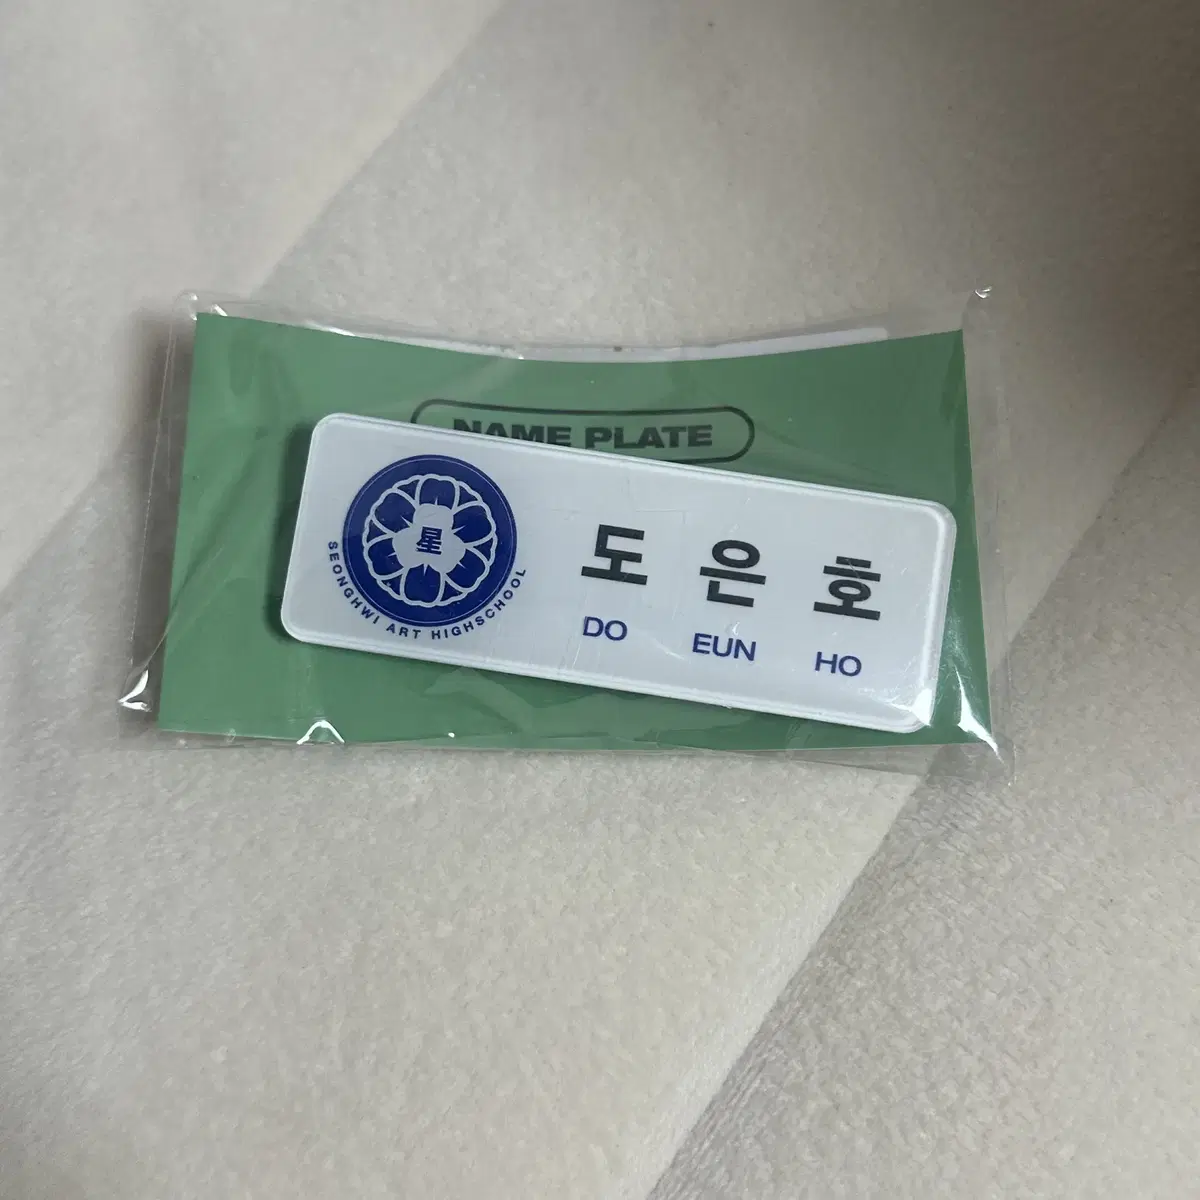 NAME PLATE
星
SEONGHWI ART HIGHSCHOOL
도 은 호
DO EUN HO